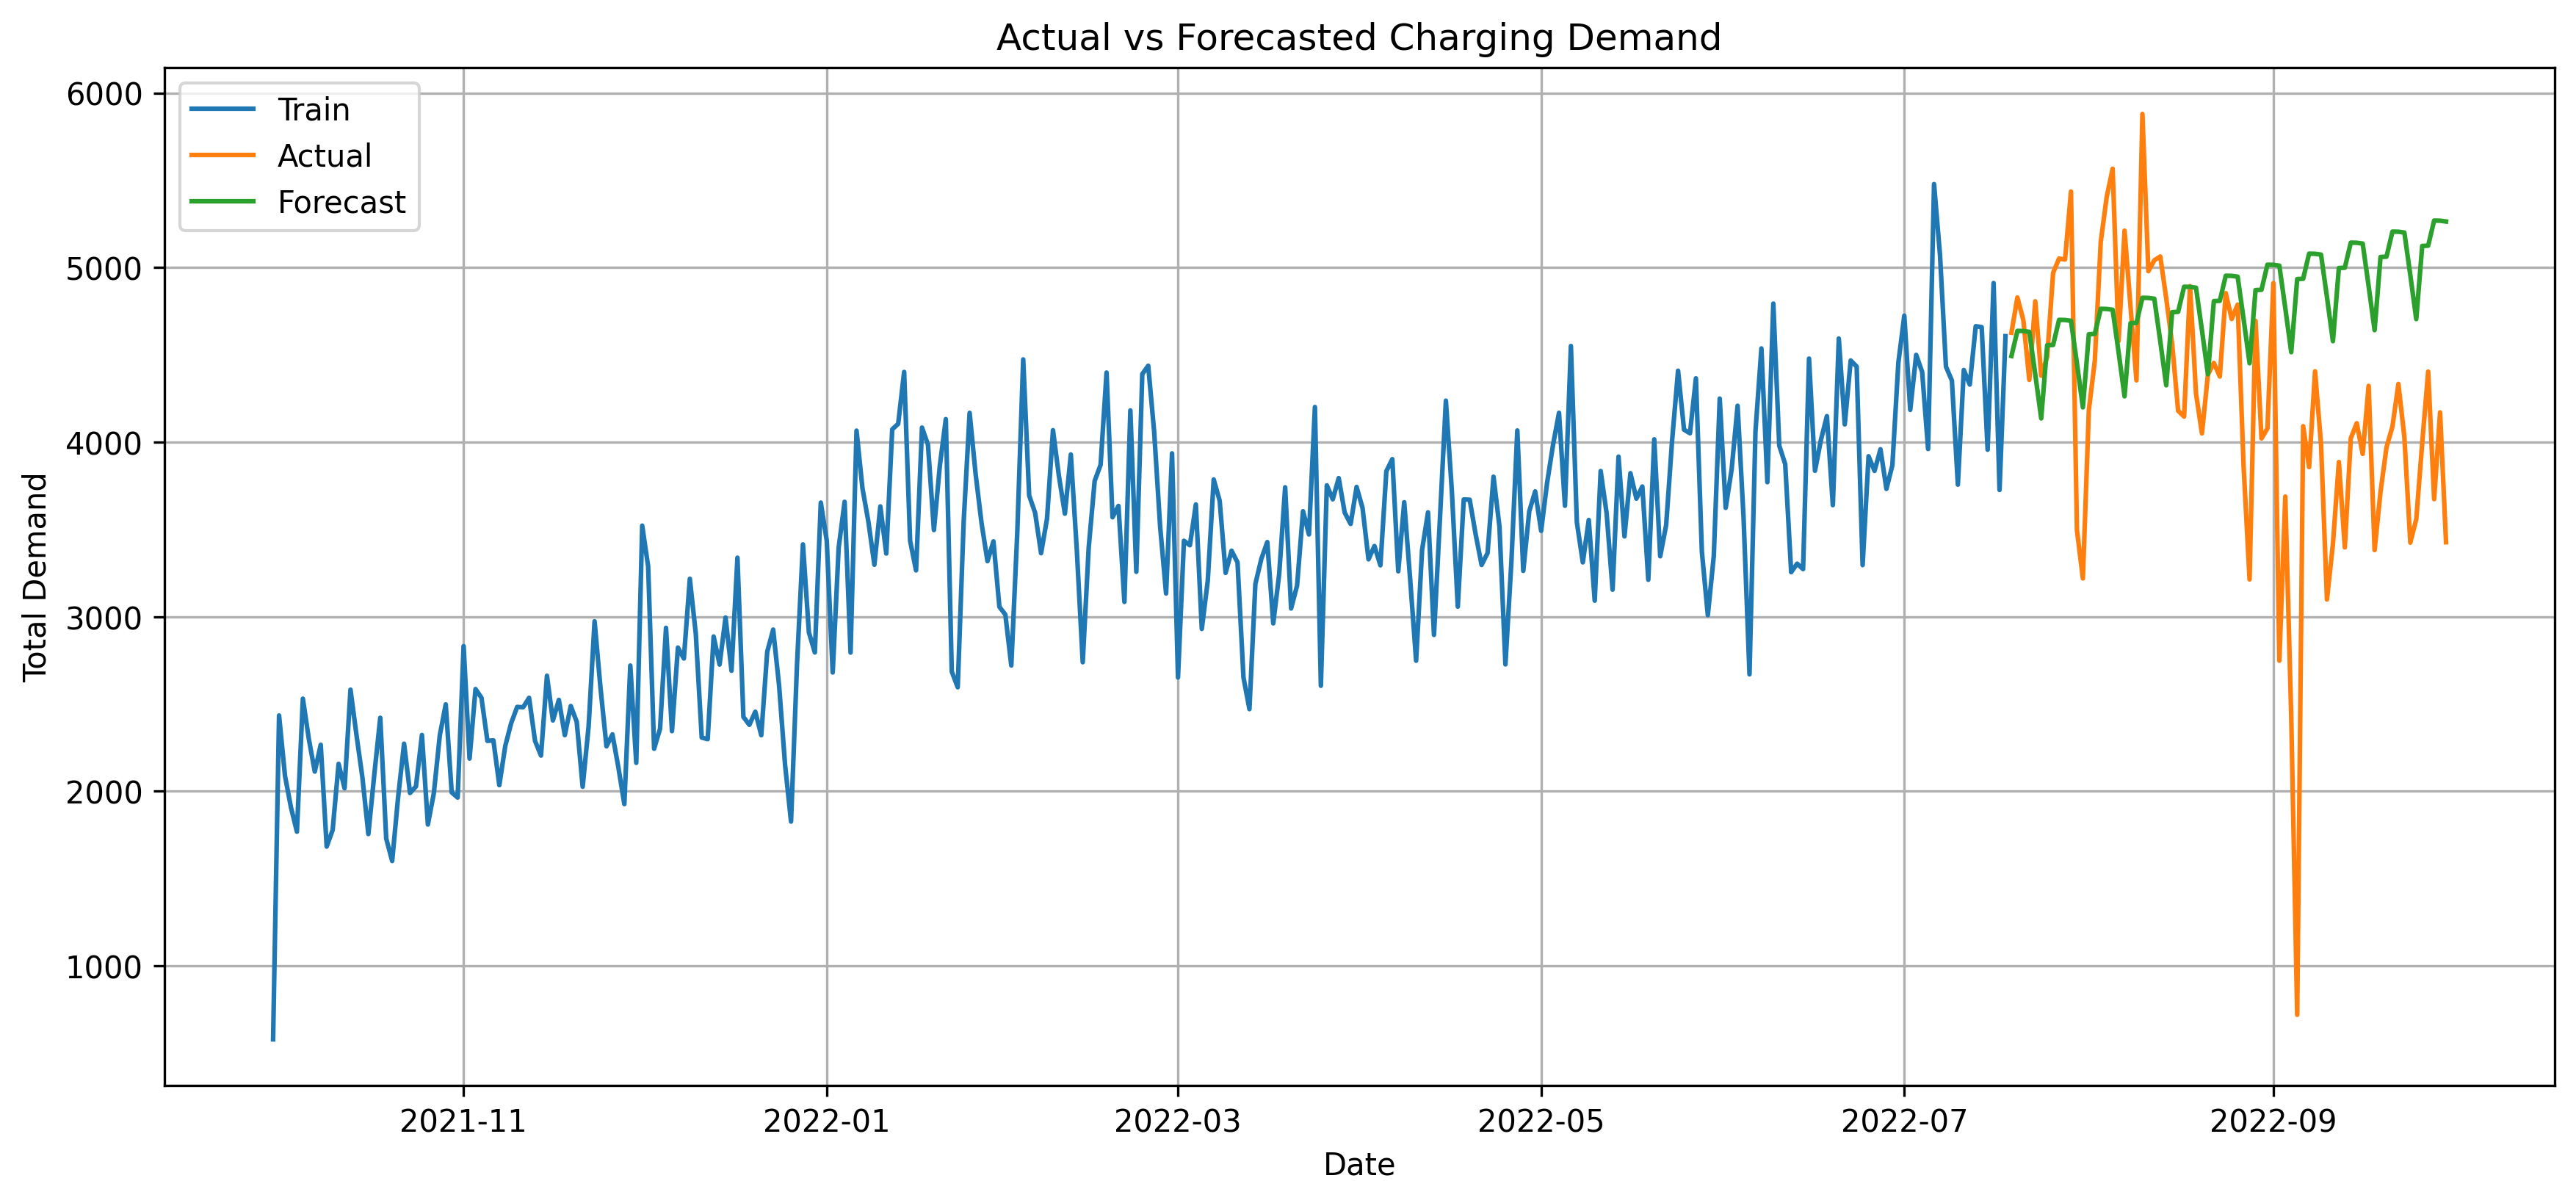 Actual vs Forecasted Charging Demand
Train
Actual
Forecast
6000
5000
4000
3000
2000
1000
Total Demand
2021-11
2022-01
2022-03
2022-05
2022-07
2022-09
Date